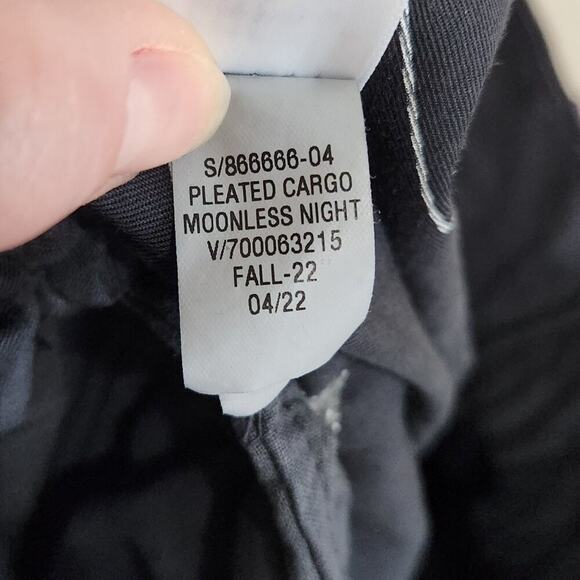 S/866666-04
PLEATED CARGO
MOONLESS NIGHT
V/700063215
FALL-22
04/22